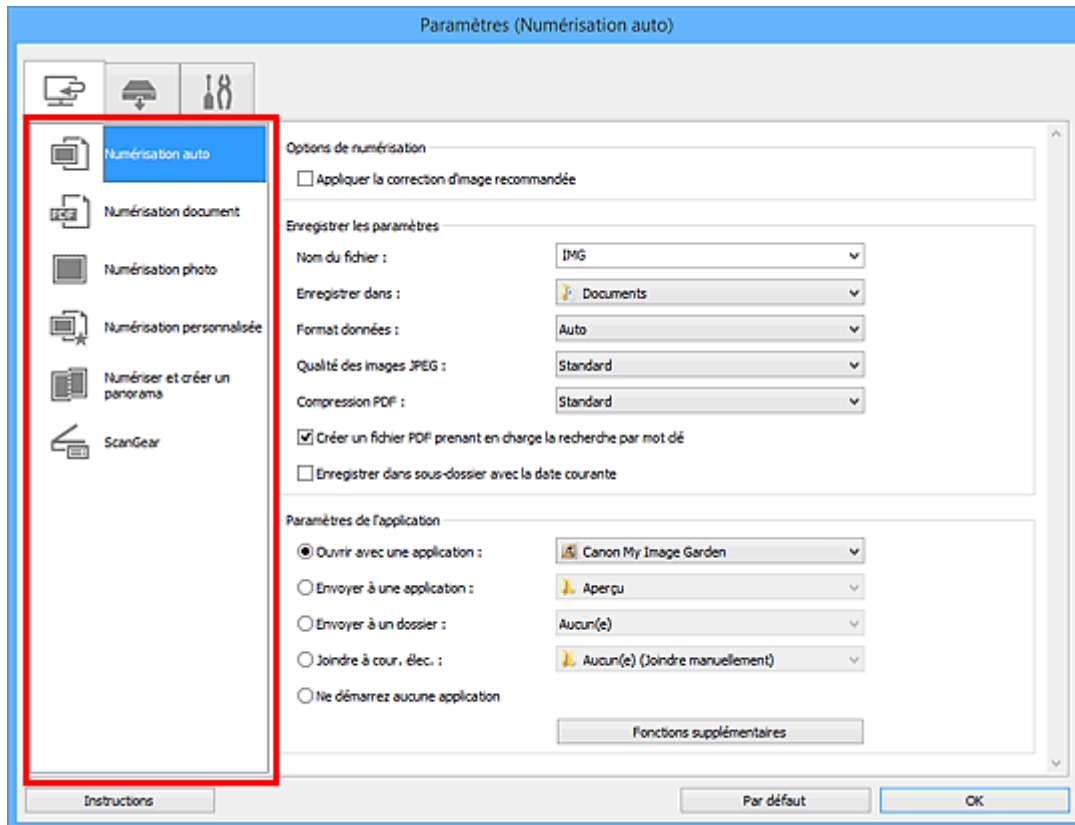 Paramètres (Numérisation auto)
Numérisation auto
Numérisation document
Numérisation photo
Numérisation personnalisée
Numériser et créer un
panorama
ScanGear
Options de numérisation
Appliquer la correction d'image recommandée
Enregistrer les paramètres
Nom du fichier : IMG
Enregistrer dans : Documents
Format données : Auto
Qualité des images JPEG : Standard
Compression PDF : Standard
Créer un fichier PDF prenant en charge la recherche par mot clé
Enregistrer dans sous-dossier avec la date courante
Paramètres de l'application
Ouvrir avec une application : Canon My Image Garden
Envoyer à une application : Aperçu
Envoyer à un dossier : Aucun(e)
Joindre à cour. élec. : Aucun(e) (Joindre manuellement)
Ne démarrez aucune application
Fonctions supplémentaires
Instructions Par défaut OK